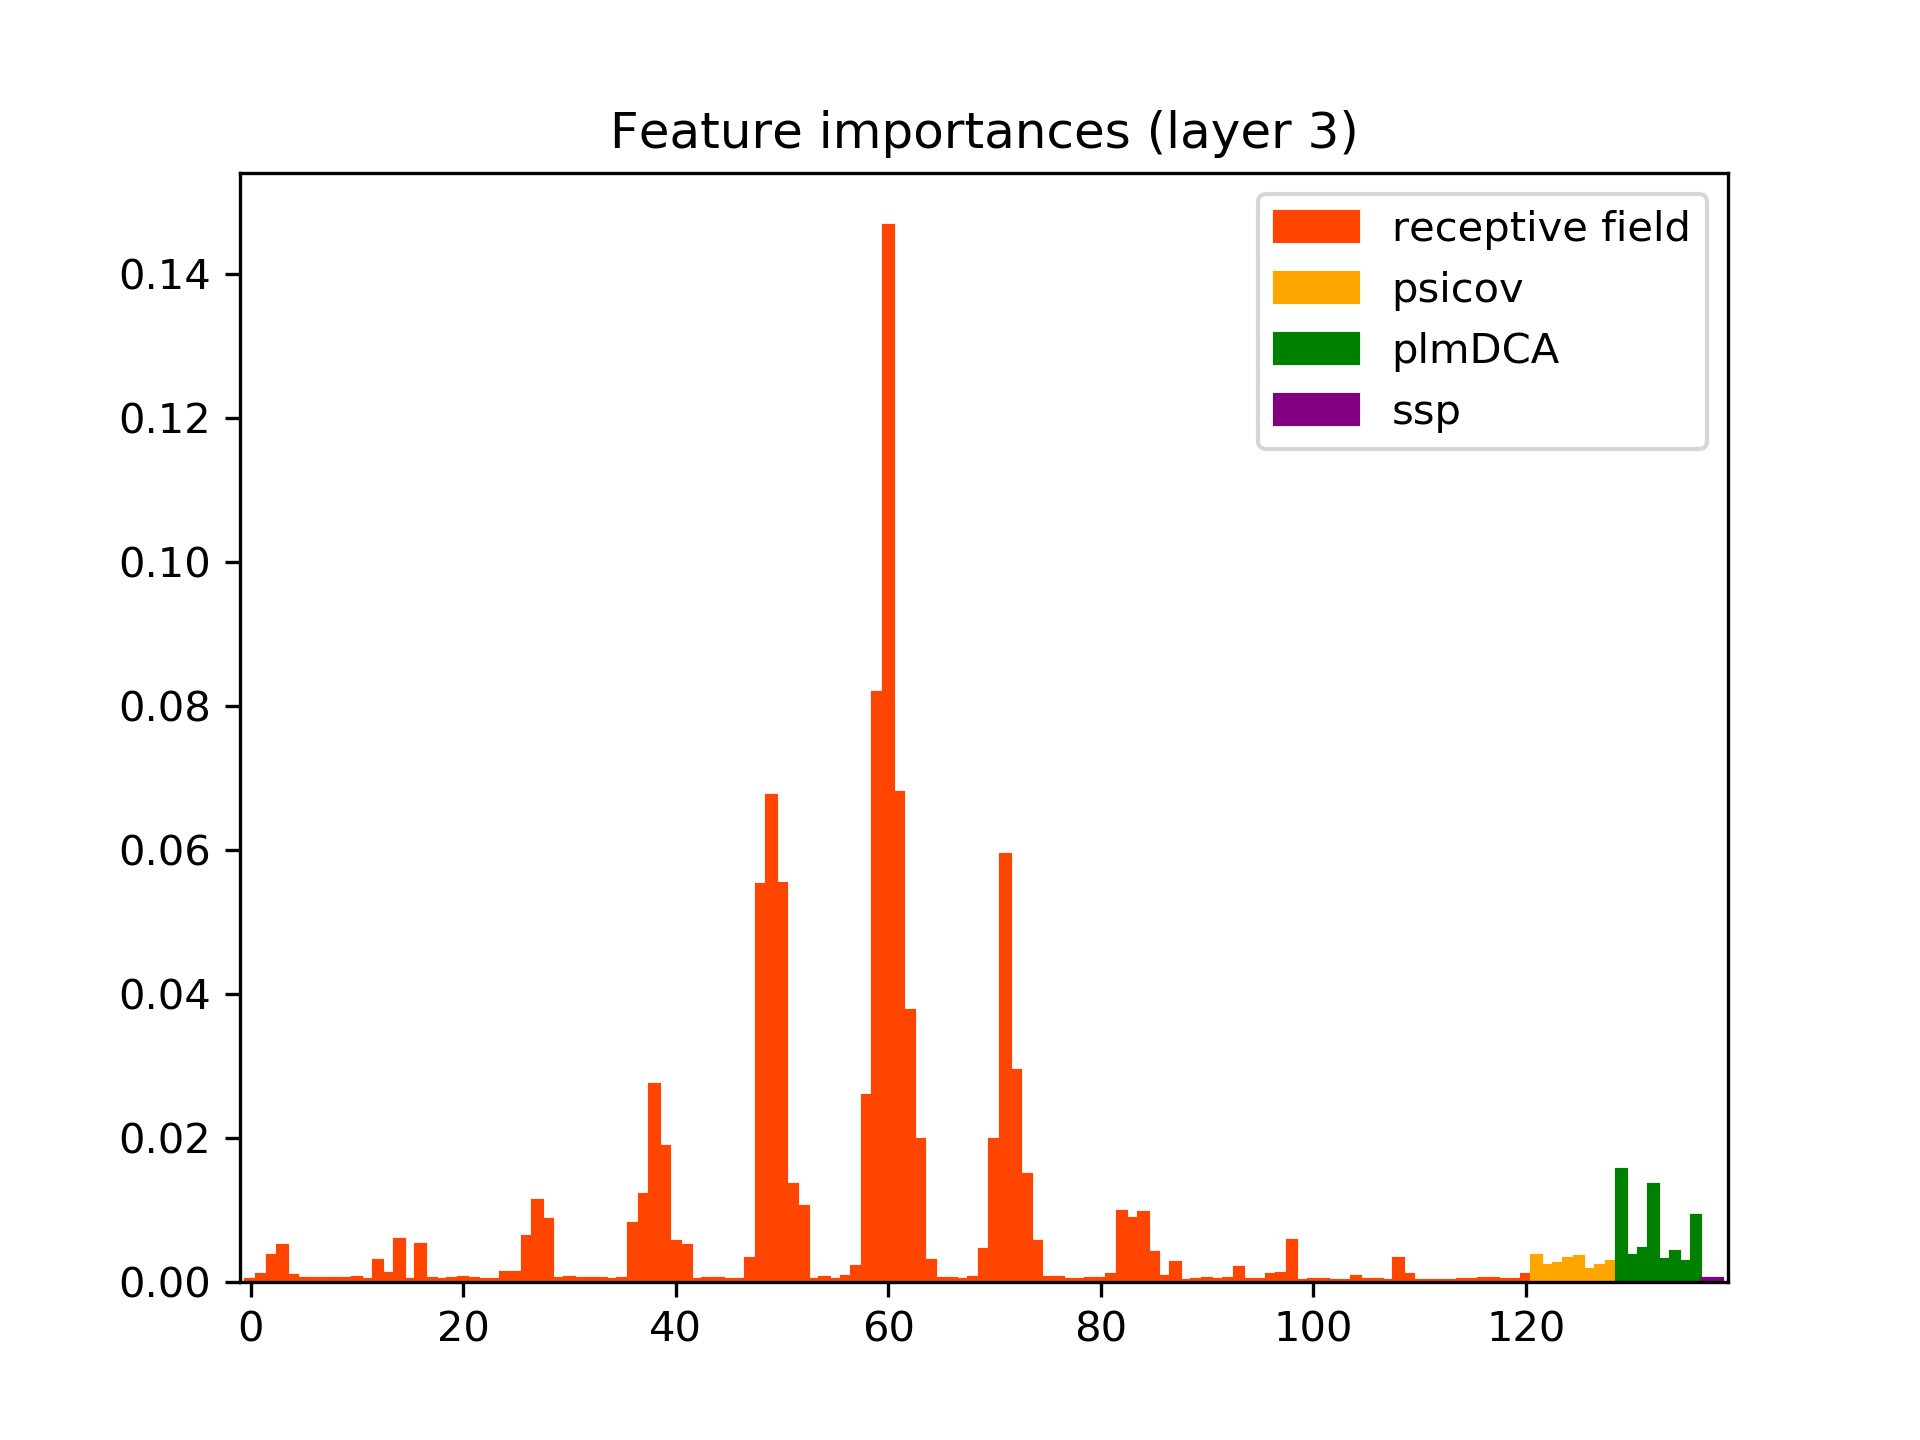 Feature importances (layer 3)
receptive field
psicov
plmDCA
ssp
0.14
0.12
0.10
0.08
0.06
0.04
0.02
0.00
0 20 40 60 80 100 120